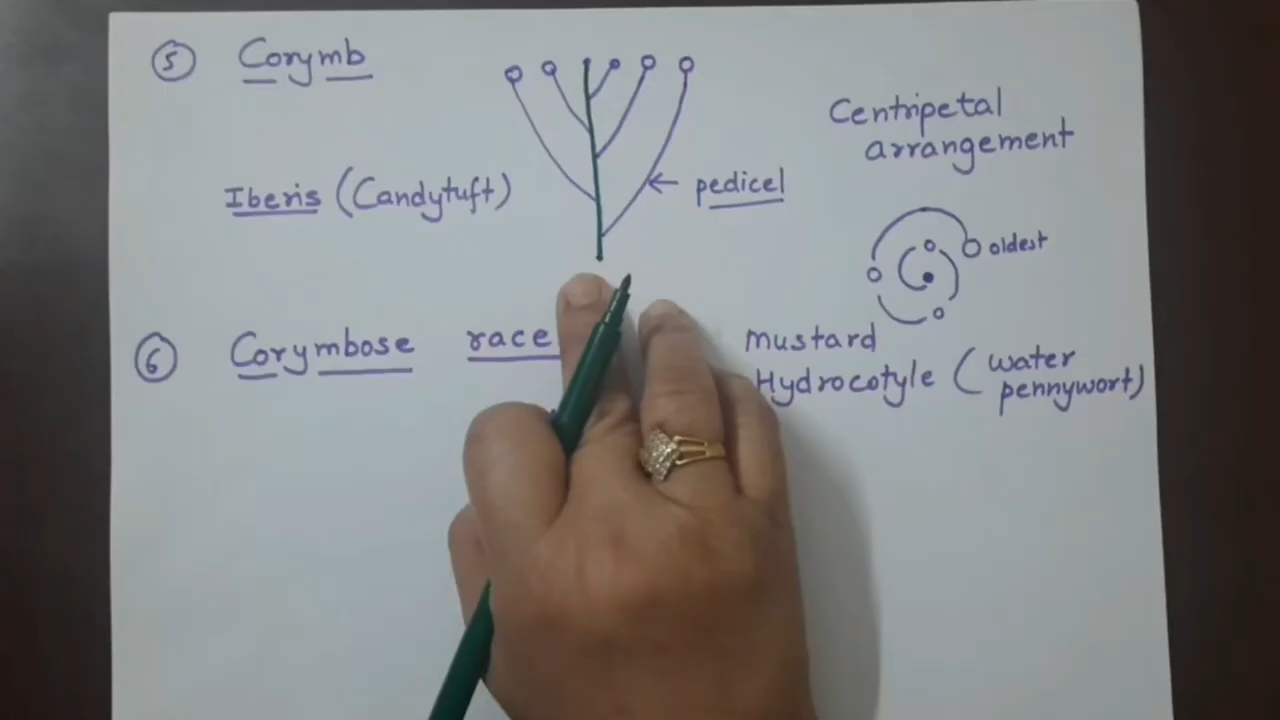 5 Corymb
Centripetal
arrangement
Iberis (Candytuft)
pedicel
oldest
6 Corymbose race
mustard
Hydrocotyle (water
pennywort)